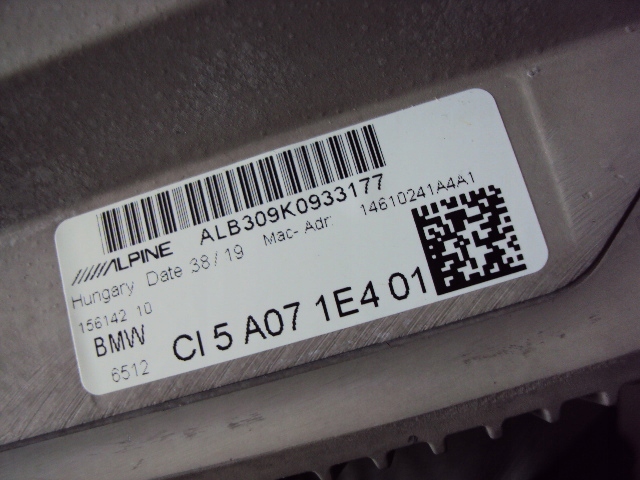 ALB309K0933177
ALPINE
Mac- Adr: 14610241A4A1
Hungary Date 38/19
156142 10
BMW CI 5 A07 1E4 01
6512